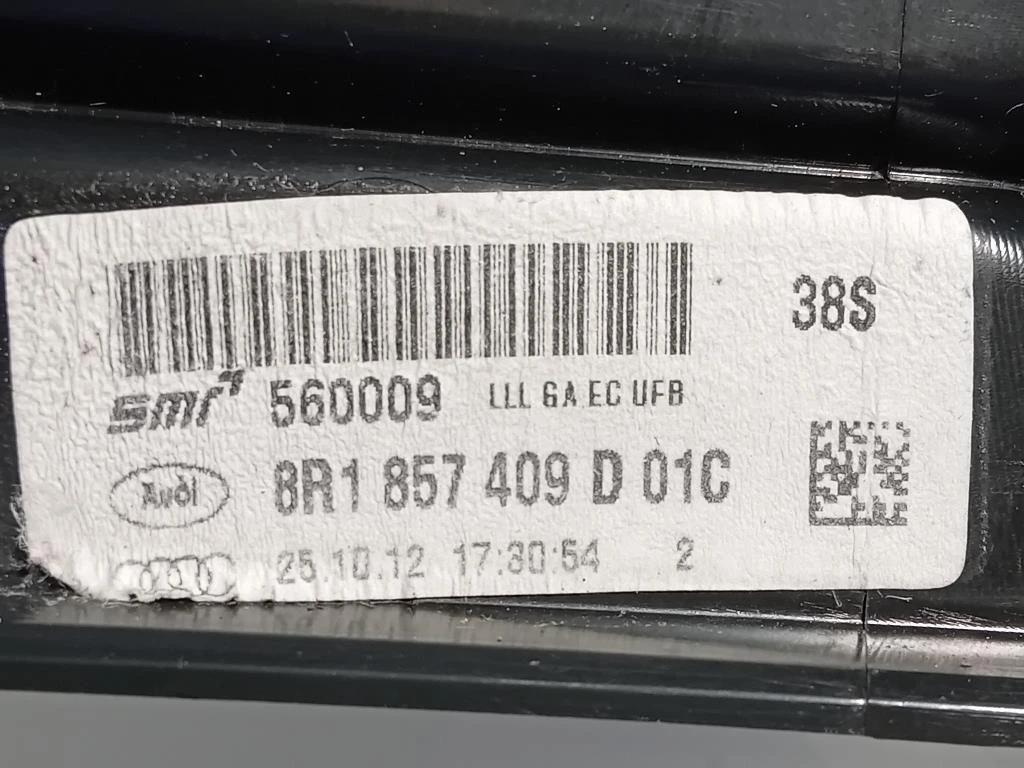 38S
SMR 560009 LLL GA EC UFB
Audi 8R1 857 409 D 01C
25.10.12 17:30:54 2